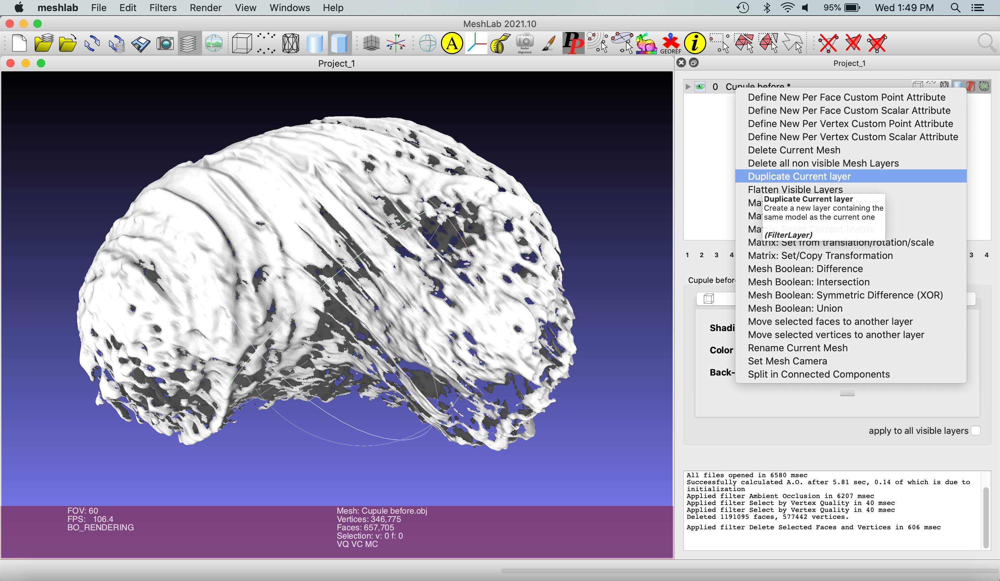 meshlab File Edit Filters Render View Windows Help 95% Wed 1:49 PM
MeshLab 2021.10
A Raster Alignment PP GEOREF i
Y
Z X
Project_1
Project_1
0 Cupule before *
Define New Per Face Custom Point Attribute
Define New Per Face Custom Scalar Attribute
Define New Per Vertex Custom Point Attribute
Define New Per Vertex Custom Scalar Attribute
Delete Current Mesh
Delete all non visible Mesh Layers
Duplicate Current layer
Flatten Visible Layers
Duplicate Current layer
Create a new layer containing the
same model as the current one
Matrix: Reset Current Matrix
(FilterLayer)
Matrix: Set from translation/rotation/scale
1 2 3 4 3 4
Matrix: Set/Copy Transformation
Mesh Boolean: Difference
Cupule befor
Mesh Boolean: Intersection
Mesh Boolean: Symmetric Difference (XOR)
Mesh Boolean: Union
Move selected faces to another layer
Shadi
Move selected vertices to another layer
Color
Rename Current Mesh
Set Mesh Camera
Back-
Split in Connected Components
apply to all visible layers
All files opened in 6580 msec
Successfully calculated A.O. after 5.81 sec, 0.14 of which is due to
initialization
Applied filter Ambient Occlusion in 6207 msec
Applied filter Select by Vertex Quality in 40 msec
Applied filter Select by Vertex Quality in 40 msec
Deleted 1191095 faces, 577442 vertices.
Applied filter Delete Selected Faces and Vertices in 606 msec
FOV: 60
FPS: 106.4
BO_RENDERING
Mesh: Cupule before.obj
Vertices: 346,775
Faces: 657,705
Selection: v: 0 f: 0
VQ VC MC